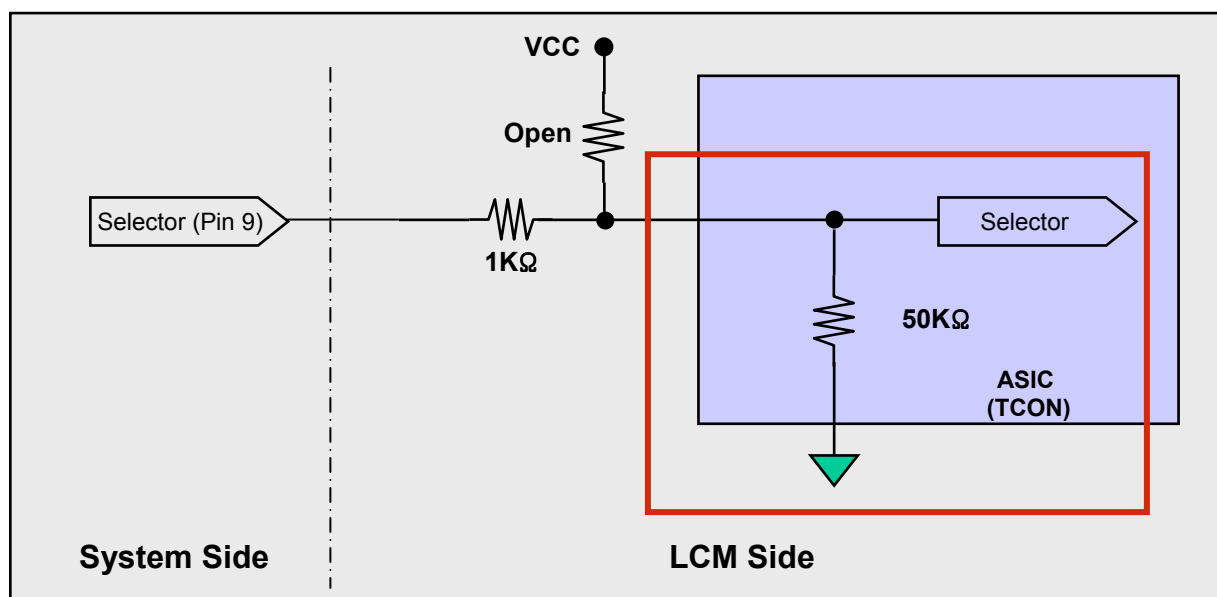 VCC
Open
Selector (Pin 9)
Selector
1KΩ
50KΩ
ASIC
(TCON)
System Side
LCM Side